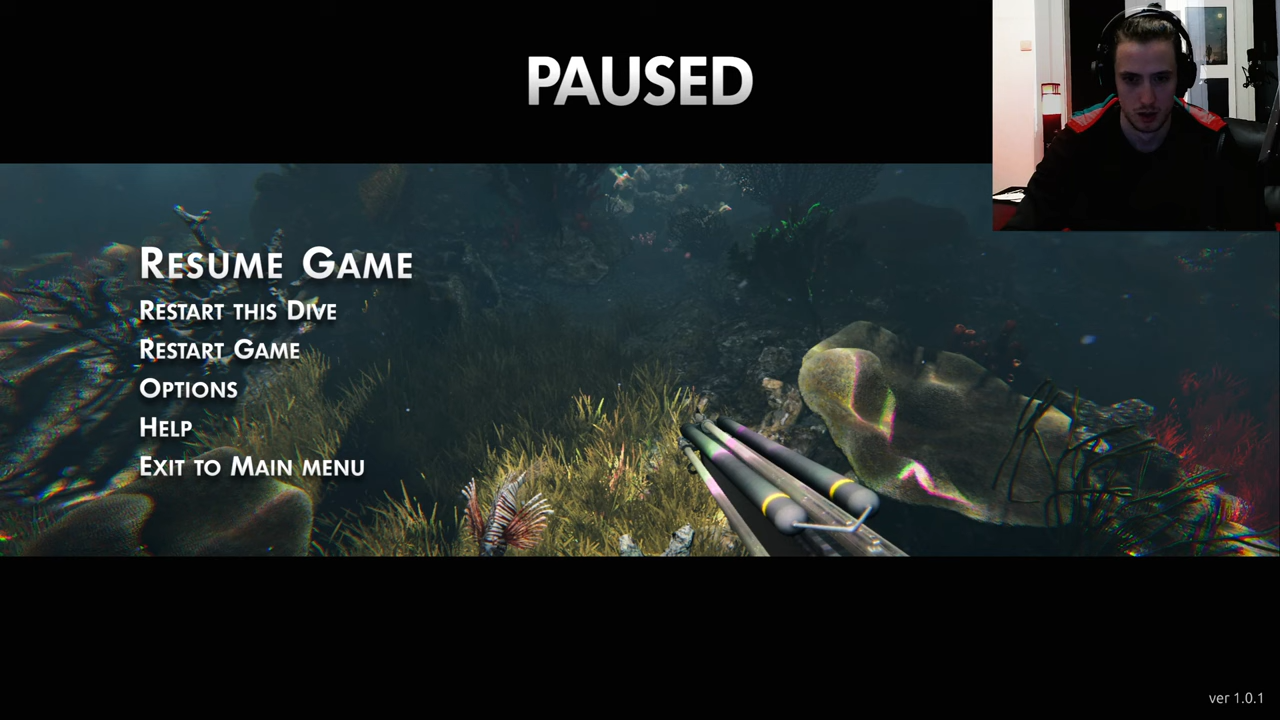 PAUSED
Resume Game
Restart this Dive
Restart Game
Options
Help
Exit to Main menu
ver 1.0.1